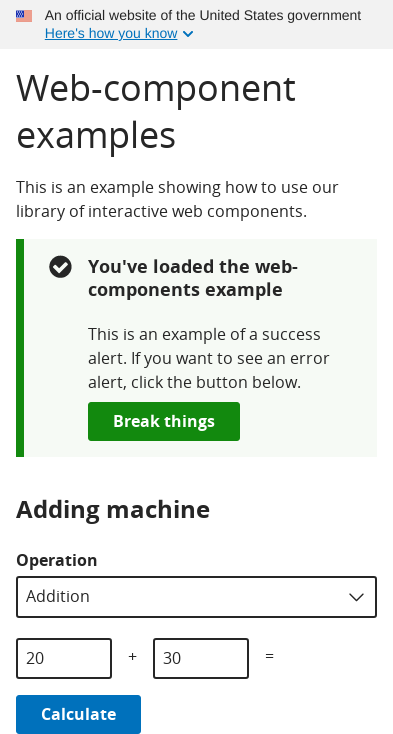 An official website of the United States government
Here's how you know
Web-component
examples
This is an example showing how to use our
library of interactive web components.
You've loaded the web-
components example
This is an example of a success
alert. If you want to see an error
alert, click the button below.
Break things
Adding machine
Operation
Addition
20 + 30 =
Calculate